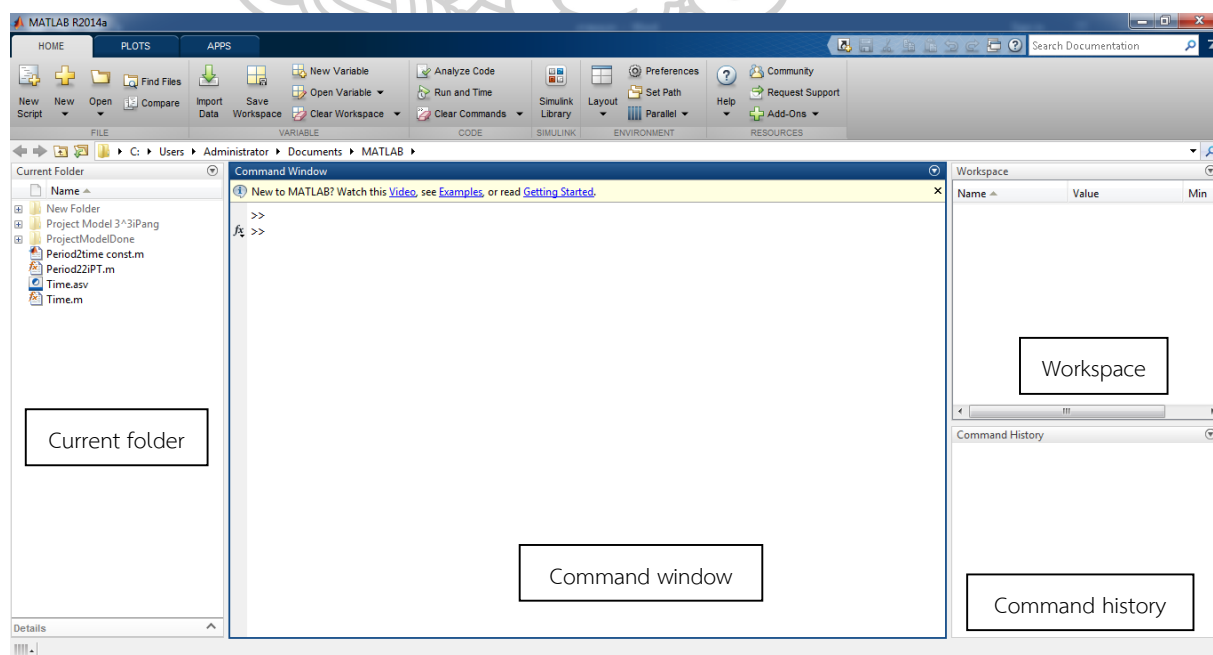 MATLAB R2014a
HOME PLOTS APPS
Search Documentation
New Script
New
Open
Find Files
Compare
Import Data
Save Workspace
New Variable
Open Variable
Clear Workspace
Analyze Code
Run and Time
Clear Commands
Simulink Library
Layout
Preferences
Set Path
Parallel
Help
Community
Request Support
Add-Ons
FILE VARIABLE CODE SIMULINK ENVIRONMENT RESOURCES
C: Users Administrator Documents MATLAB
Current Folder
Name
New Folder
Project Model 3^3iPang
ProjectModelDone
Period2time const.m
Period22iPT.m
Time.asv
Time.m
Current folder
Details
Command Window
New to MATLAB? Watch this Video, see Examples, or read Getting Started.
>>
fx >>
Command window
Workspace
Name Value Min
Workspace
Command History
Command history